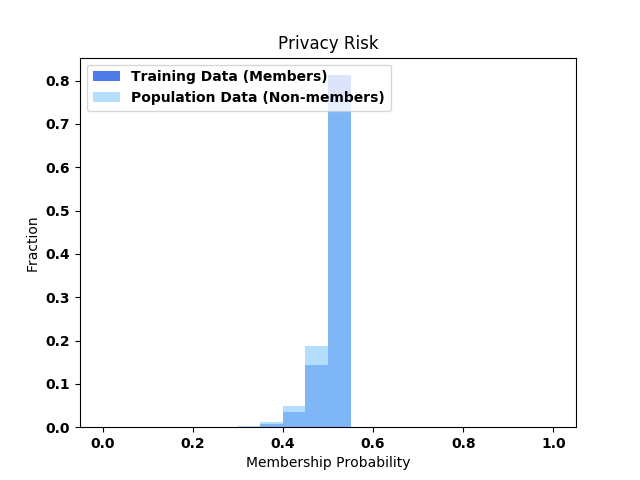 Privacy Risk
Training Data (Members)
Population Data (Non-members)
0.8
0.7
0.6
0.5
0.4
0.3
0.2
0.1
0.0
Fraction
0.0 0.2 0.4 0.6 0.8 1.0
Membership Probability